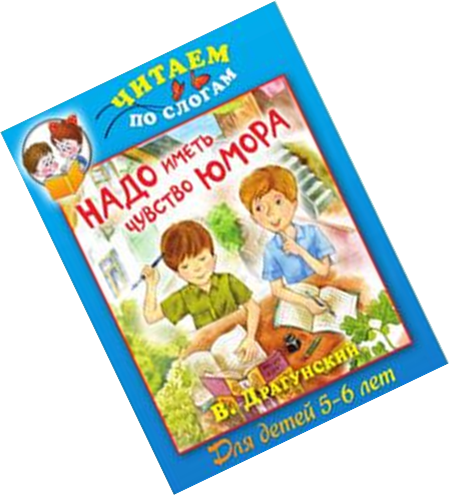 ЧИТАЕМ
ПО СЛОГАМ
НАДО ИМЕТЬ
ЧУВСТВО ЮМОРА
В. ДРАГУНСКИЙ
Для детей 5-6 лет